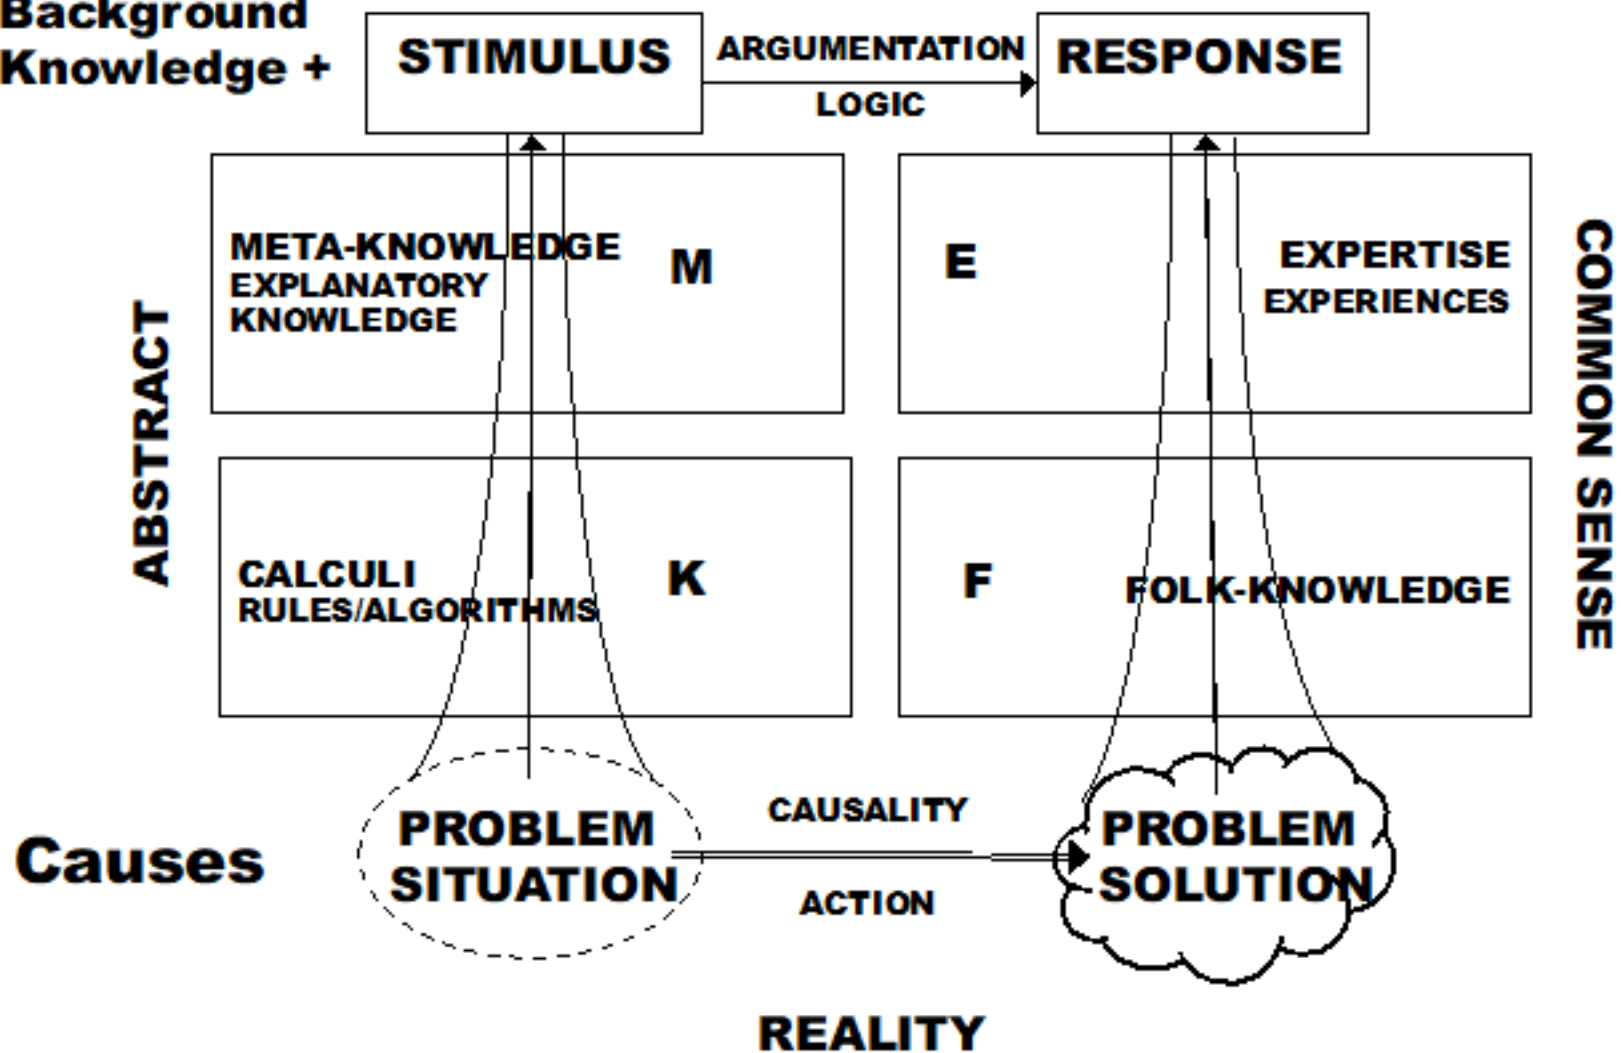 Background
Knowledge +
STIMULUS
ARGUMENTATION
LOGIC
RESPONSE
META-KNOWLEDGE
EXPLANATORY
KNOWLEDGE
M
E
EXPERTISE
EXPERIENCES
ABSTRACT
COMMON SENSE
CALCULI
RULES/ALGORITHMS
K
F
FOLK-KNOWLEDGE
Causes
PROBLEM
SITUATION
CAUSALITY
ACTION
PROBLEM
SOLUTION
REALITY